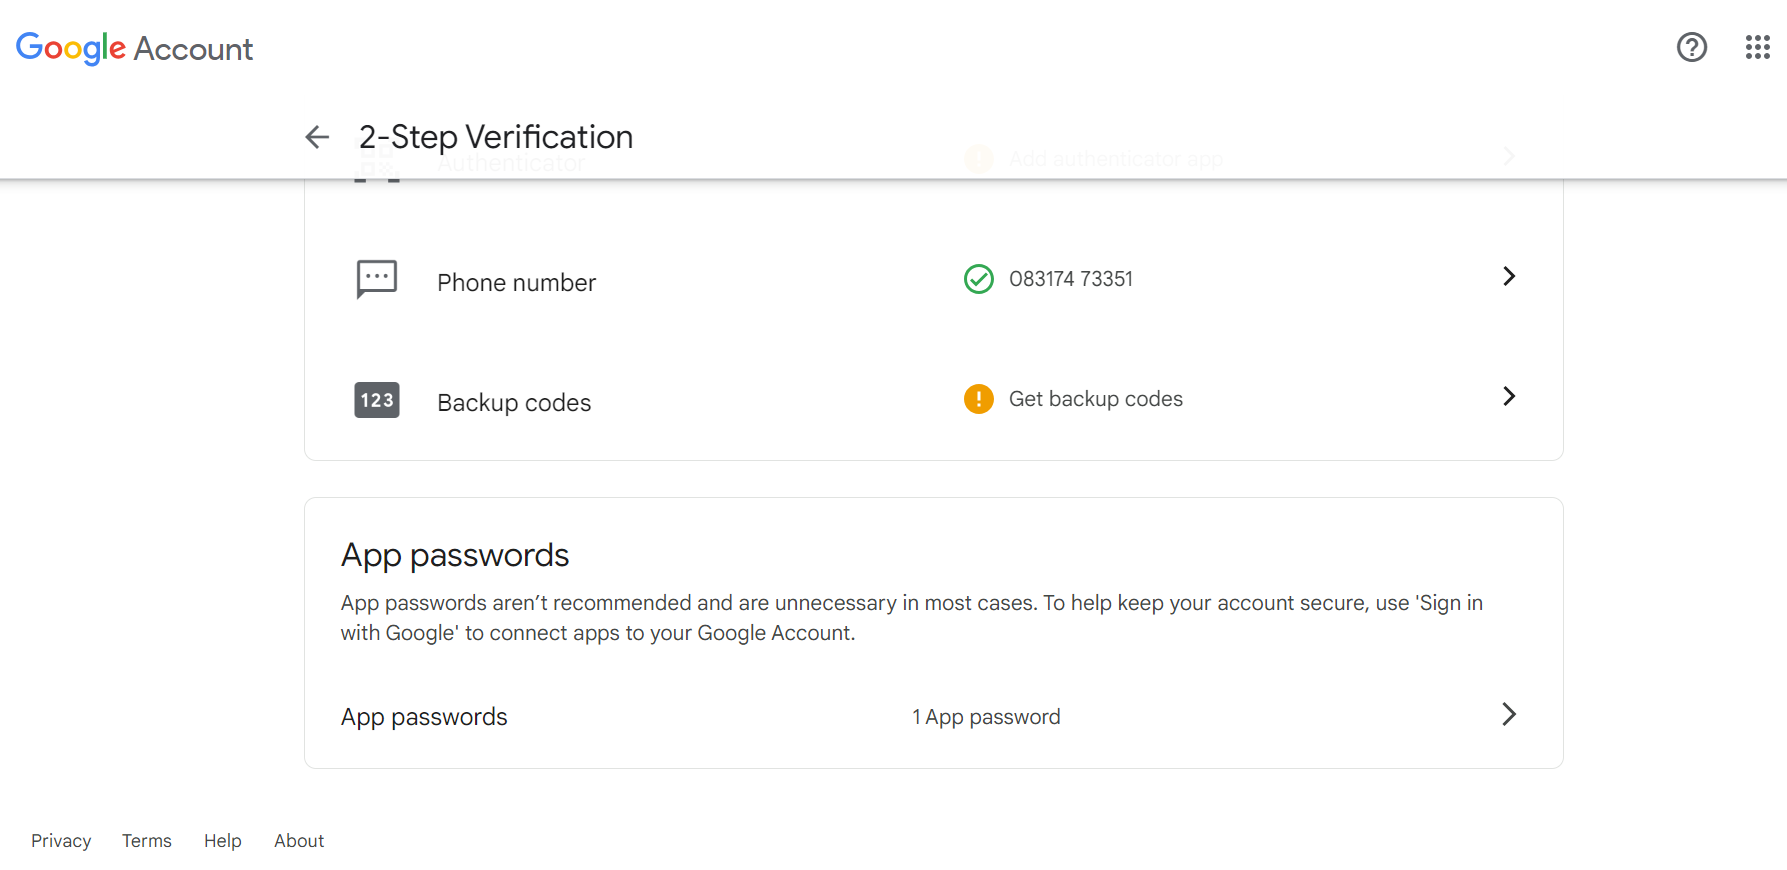 Google Account
2-Step Verification
Authenticator
Add authenticator app
Phone number
083174 73351
123
Backup codes
Get backup codes
App passwords
App passwords aren’t recommended and are unnecessary in most cases. To help keep your account secure, use 'Sign in
with Google' to connect apps to your Google Account.
App passwords
1 App password
Privacy
Terms
Help
About